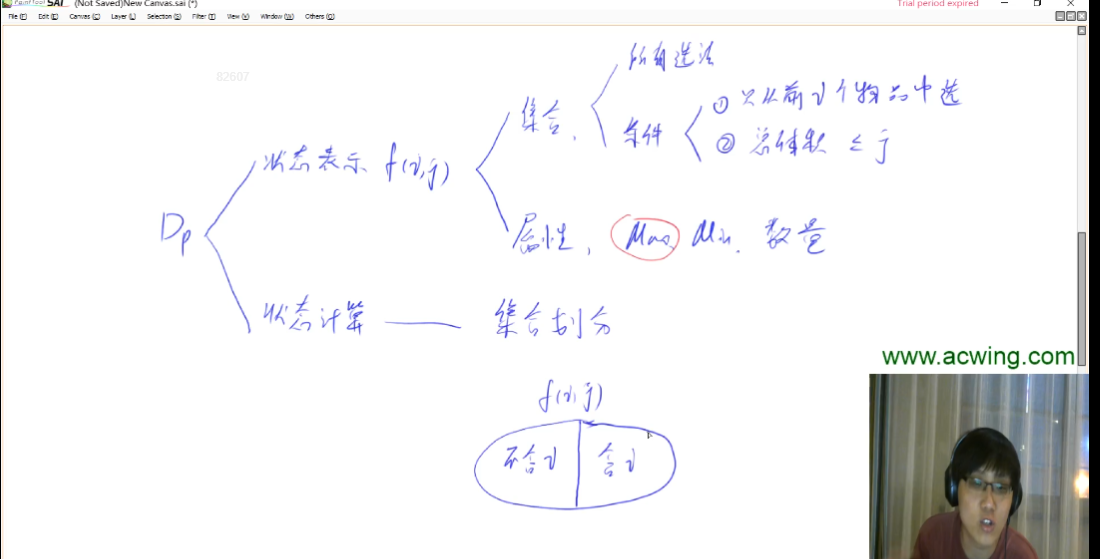 PaintTool SAI (Not Saved)New Canvas.sai (*)
Trial period expired
File (F) Edit (E) Canvas (C) Layer (L) Selection (S) Filter (T) View (V) Window (W) Others (O)
82607
所有选法
集合.
条件
① 只从前i个物品中选
② 总体积 ≤ j
状态表示 f(i,j)
Dp
属性, Max Min. 数量
状态计算 —— 集合划分
www.acwing.com
f(i,j)
不含i 含i